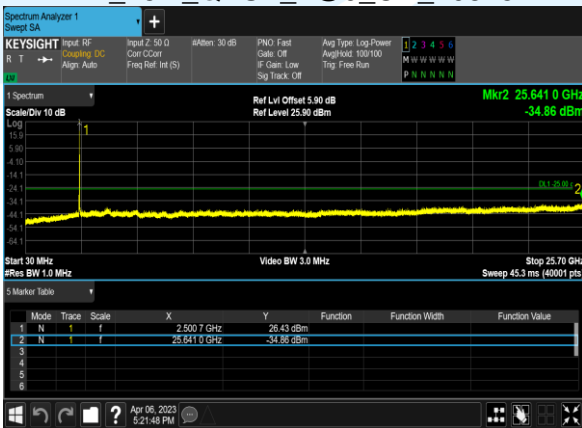 Spectrum Analyzer 1
Swept SA
+
KEYSIGHT Input: RF Input Z: 50 Ω #Atten: 30 dB PNO: Fast Avg Type: Log-Power 1 2 3 4 5 6
R T Coupling: DC Corr CCorr Gate: Off Avg|Hold: 100/100 M W W W W W
Align: Auto Freq Ref: Int (S) IF Gain: Low Trig: Free Run
Sig Track: Off P N N N N N
LW
1 Spectrum Ref Lvl Offset 5.90 dB Mkr2 25.641 0 GHz
Scale/Div 10 dB Ref Level 25.90 dBm -34.86 dBm
Log
15.9 1
5.90
-4.10
-14.1
-24.1 DL1 -25.00 2
-34.1
-44.1
-54.1
-64.1
Start 30 MHz Video BW 3.0 MHz Stop 25.70 GHz
#Res BW 1.0 MHz Sweep 45.3 ms (40001 pts
5 Marker Table
Mode Trace Scale X Y Function Function Width Function Value
1 N 1 f 2.500 7 GHz 26.43 dBm
2 N 1 f 25.641 0 GHz -34.86 dBm
3
4
5
6
? Apr 06, 2023
5:21:48 PM